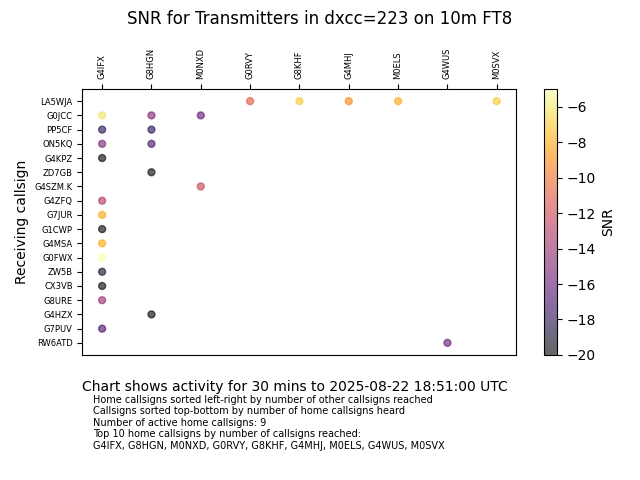 SNR for Transmitters in dxcc=223 on 10m FT8
G4IFX G8HGN M0NXD G0RVY G8KHF G4MHJ M0ELS G4WUS M0SVX
LA5WJA
G0JCC
PP5CF
ON5KQ
G4KPZ
ZD7GB
G4SZM.K
G4ZFQ
G7JUR
G1CWP
G4MSA
G0FWX
ZW5B
CX3VB
G8URE
G4HZX
G7PUV
RW6ATD
Receiving callsign
−6
−8
−10
−12
−14
−16
−18
−20
SNR
Chart shows activity for 30 mins to 2025-08-22 18:51:00 UTC
Home callsigns sorted left-right by number of other callsigns reached
Callsigns sorted top-bottom by number of home callsigns heard
Number of active home callsigns: 9
Top 10 home callsigns by number of callsigns reached:
G4IFX, G8HGN, M0NXD, G0RVY, G8KHF, G4MHJ, M0ELS, G4WUS, M0SVX